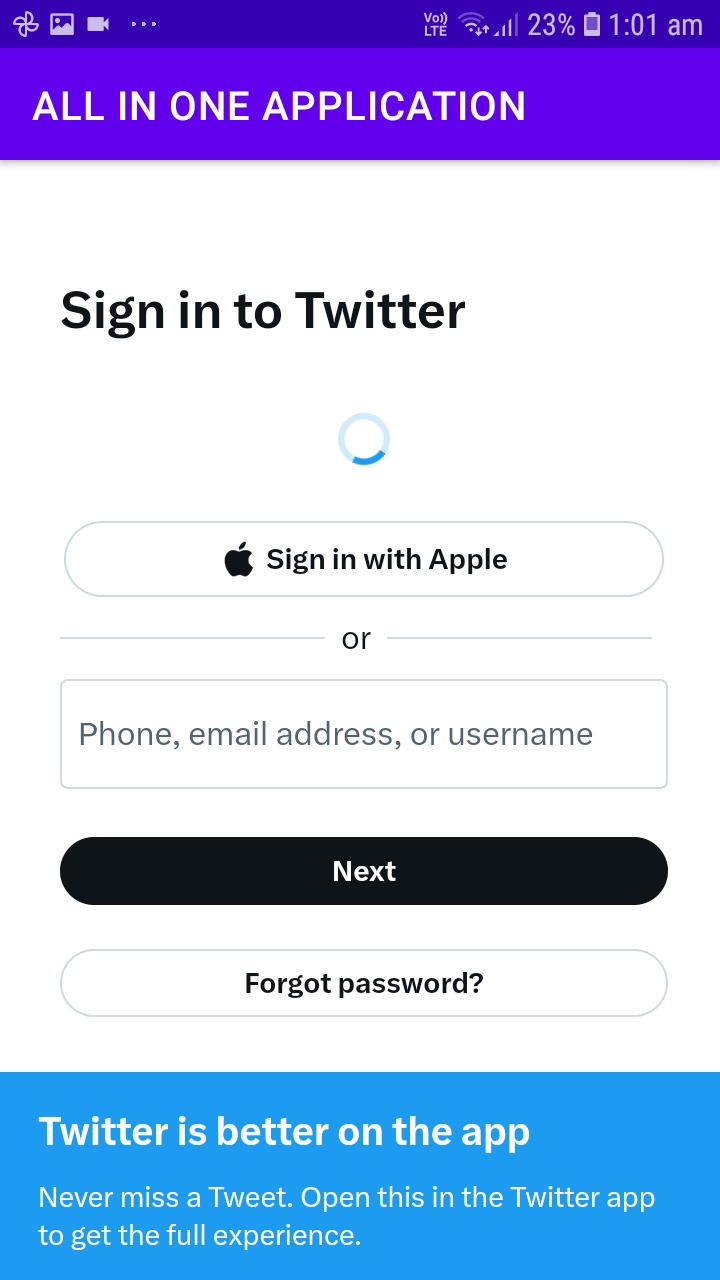 Vo)) LTE 23% 1:01 am
ALL IN ONE APPLICATION
Sign in to Twitter
Sign in with Apple
or
Phone, email address, or username
Next
Forgot password?
Twitter is better on the app
Never miss a Tweet. Open this in the Twitter app
to get the full experience.